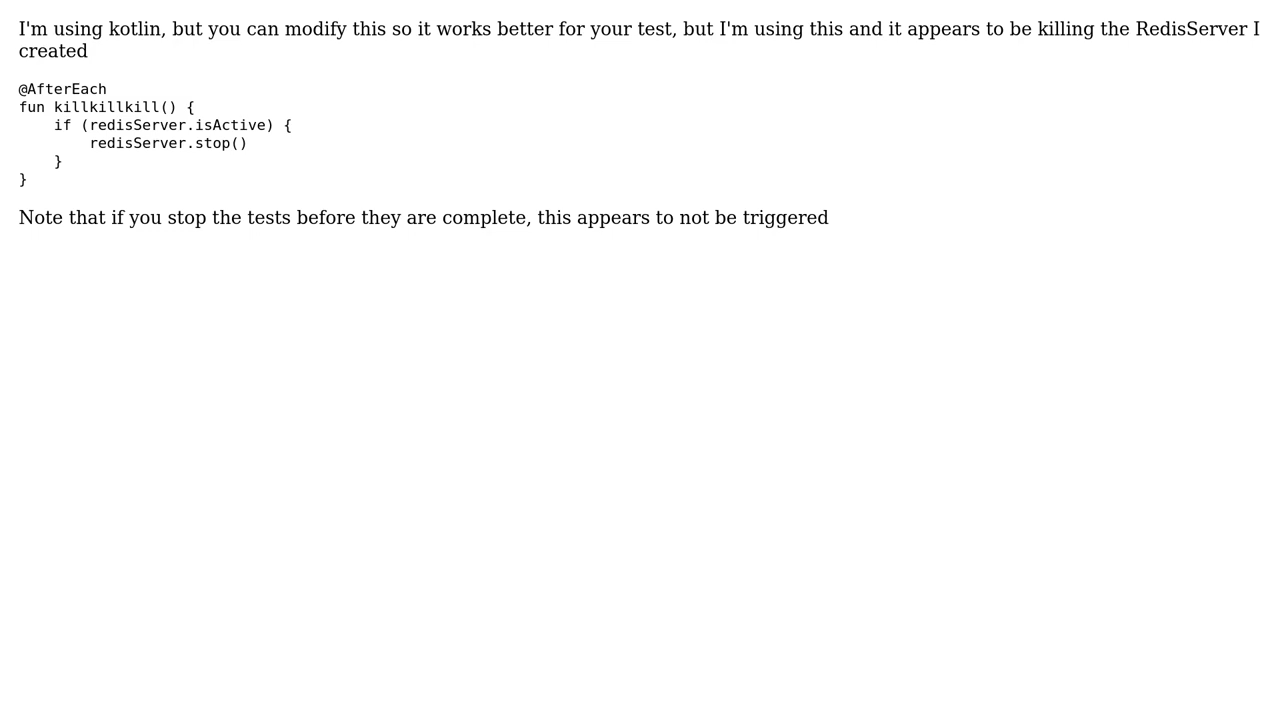 I'm using kotlin, but you can modify this so it works better for your test, but I'm using this and it appears to be killing the RedisServer I
created
@AfterEach
fun killkillkill() {
    if (redisServer.isActive) {
        redisServer.stop()
    }
}
Note that if you stop the tests before they are complete, this appears to not be triggered